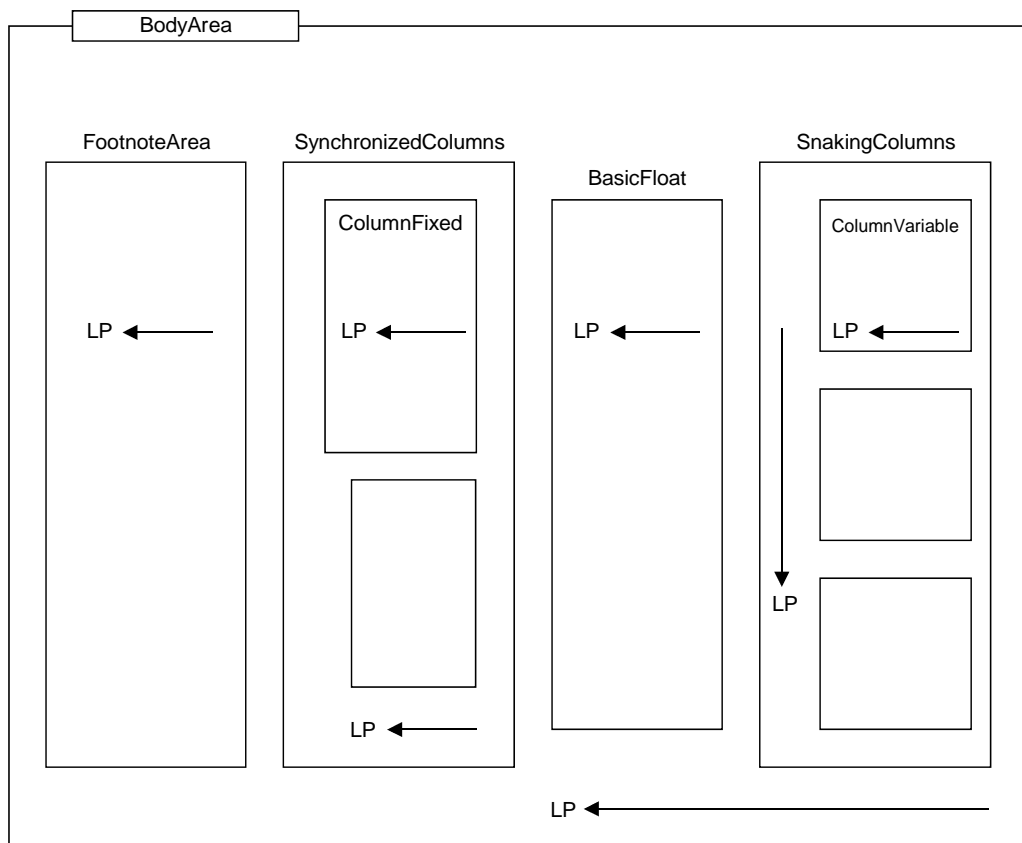 BodyArea
FootnoteArea
SynchronizedColumns
BasicFloat
SnakingColumns
ColumnFixed
ColumnVariable
LP
LP
LP
LP
LP
LP
LP